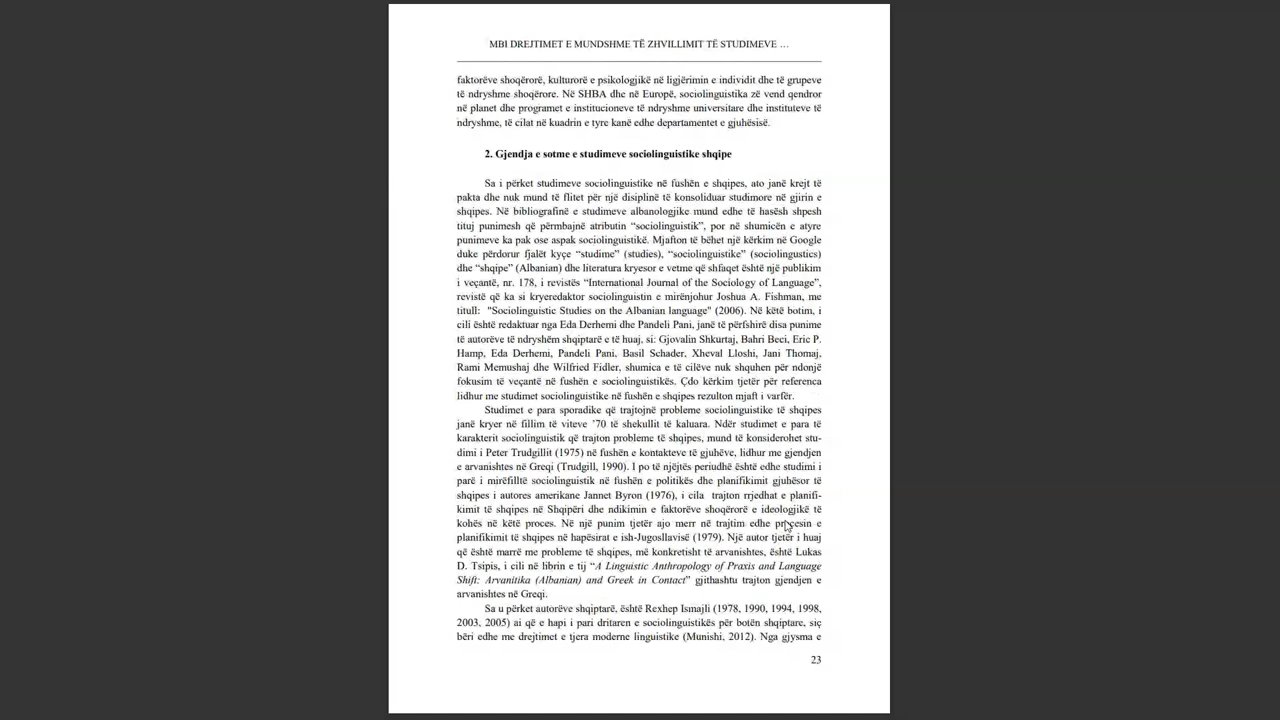 MBI DREJTIMET E MUNDSHME TË ZHVILLIMIT TË STUDIMEVE …
faktorëve shoqërorë, kulturorë e psikologjikë në ligjërimin e individit dhe të grupeve
të ndryshme shoqërore. Në SHBA dhe në Europë, sociolinguistika zë vend qendror
në planet dhe programet e institucioneve të ndryshme universitare dhe instituteve të
ndryshme, të cilat në kuadrin e tyre kanë edhe departamentet e gjuhësisë.
2. Gjendja e sotme e studimeve sociolinguistike shqipe
Sa i përket studimeve sociolinguistike në fushën e shqipes, ato janë krejt të
pakta dhe nuk mund të flitet për një disiplinë të konsoliduar studimore në gjirin e
shqipes. Në bibliografinë e studimeve albanologjike mund edhe të hasësh shpesh
tituj punimesh që përmbajnë atributin “sociolinguistik”, por në shumicën e atyre
punimeve ka pak ose aspak sociolinguistikë. Mjafton të bëhet një kërkim në Google
duke përdorur fjalët kyçe “studime” (studies), “sociolinguistike” (sociolingustics)
dhe “shqipe” (Albanian) dhe literatura kryesor e vetme që shfaqet është një publikim
i veçantë, nr. 178, i revistës “International Journal of the Sociology of Language”,
revistë që ka si kryeredaktor sociolinguistin e mirënjohur Joshua A. Fishman, me
titull: "Sociolinguistic Studies on the Albanian language" (2006). Në këtë botim, i
cili është redaktuar nga Eda Derhemi dhe Pandeli Pani, janë të përfshirë disa punime
të autorëve të ndryshëm shqiptarë e të huaj, si: Gjovalin Shkurtaj, Bahri Beci, Eric P.
Hamp, Eda Derhemi, Pandeli Pani, Basil Schader, Xheval Lloshi, Jani Thomaj,
Rami Memushaj dhe Wilfried Fidler, shumica e të cilëve nuk shquhen për ndonjë
fokusim të veçantë në fushën e sociolinguistikës. Çdo kërkim tjetër për referenca
lidhur me studimet sociolinguistike në fushën e shqipes rezulton mjaft i varfër.
Studimet e para sporadike që trajtojnë probleme sociolinguistike të shqipes
janë kryer në fillim të viteve ’70 të shekullit të kaluara. Ndër studimet e para të
karakterit sociolinguistik që trajton probleme të shqipes, mund të konsiderohet stu-
dimi i Peter Trudgillit (1975) në fushën e kontakteve të gjuhëve, lidhur me gjendjen
e arvanishtes në Greqi (Trudgill, 1990). I po të njëjtës periudhë është edhe studimi i
parë i mirëfilltë sociolinguistik në fushën e politikës dhe planifikimit gjuhësor të
shqipes i autores amerikane Jannet Byron (1976), i cila trajton rrjedhat e planifi-
kimit të shqipes në Shqipëri dhe ndikimin e faktorëve shoqërorë e ideologjikë të
kohës në këtë proces. Në një punim tjetër ajo merr në trajtim edhe procesin e
planifikimit të shqipes në hapësirat e ish-Jugosllavisë (1979). Një autor tjetër i huaj
që është marrë me probleme të shqipes, më konkretisht të arvanishtes, është Lukas
D. Tsipis, i cili në librin e tij “A Linguistic Anthropology of Praxis and Language
Shift: Arvanitika (Albanian) and Greek in Contact” gjithashtu trajton gjendjen e
arvanishtes në Greqi.
Sa u përket autorëve shqiptarë, është Rexhep Ismajli (1978, 1990, 1994, 1998,
2003, 2005) ai që e hapi i pari dritaren e sociolinguistikës për botën shqiptare, siç
bëri edhe me drejtimet e tjera moderne linguistike (Munishi, 2012). Nga gjysma e
23